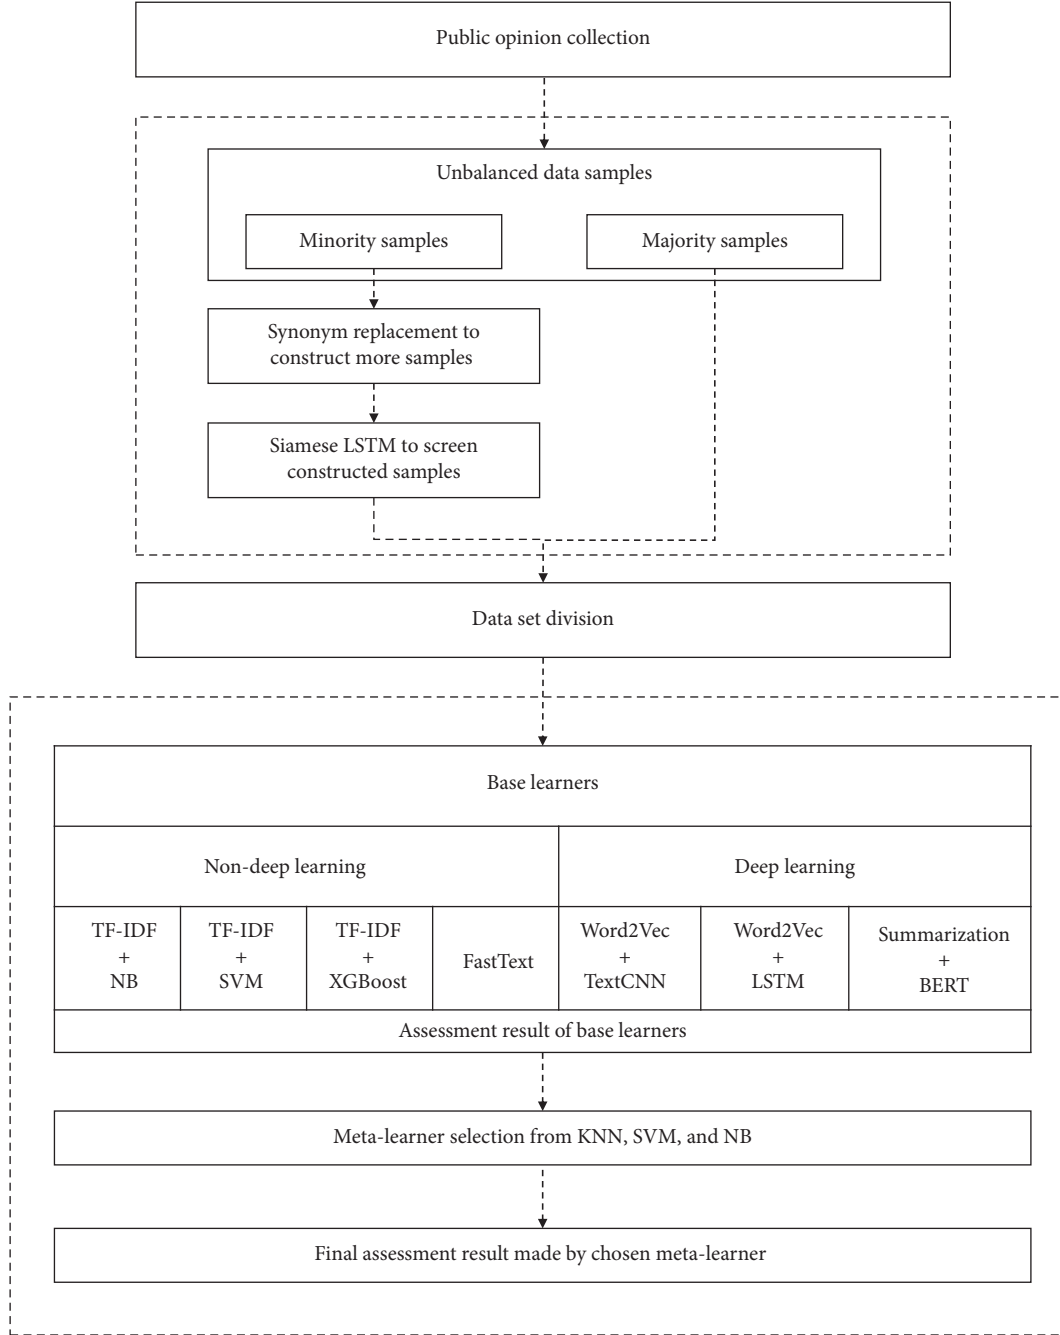 Public opinion collection
Unbalanced data samples
Minority samples
Majority samples
Synonym replacement to
construct more samples
Siamese LSTM to screen
constructed samples
Data set division
Base learners
Non-deep learning
Deep learning
TF-IDF
+
NB
TF-IDF
+
SVM
TF-IDF
+
XGBoost
FastText
Word2Vec
+
TextCNN
Word2Vec
+
LSTM
Summarization
+
BERT
Assessment result of base learners
Meta-learner selection from KNN, SVM, and NB
Final assessment result made by chosen meta-learner